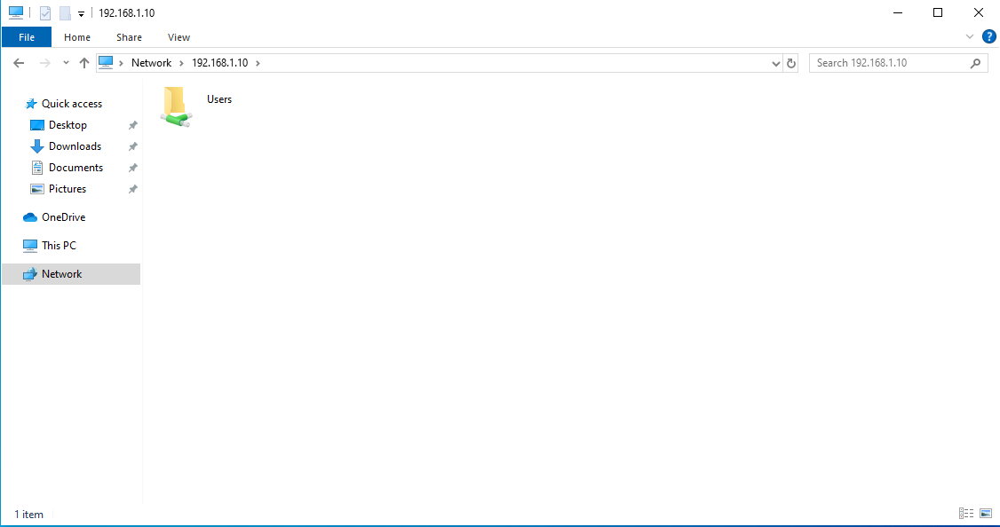 192.168.1.10
File Home Share View
Network 192.168.1.10 Search 192.168.1.10
Quick access
Desktop
Downloads
Documents
Pictures
OneDrive
This PC
Network
Users
1 item